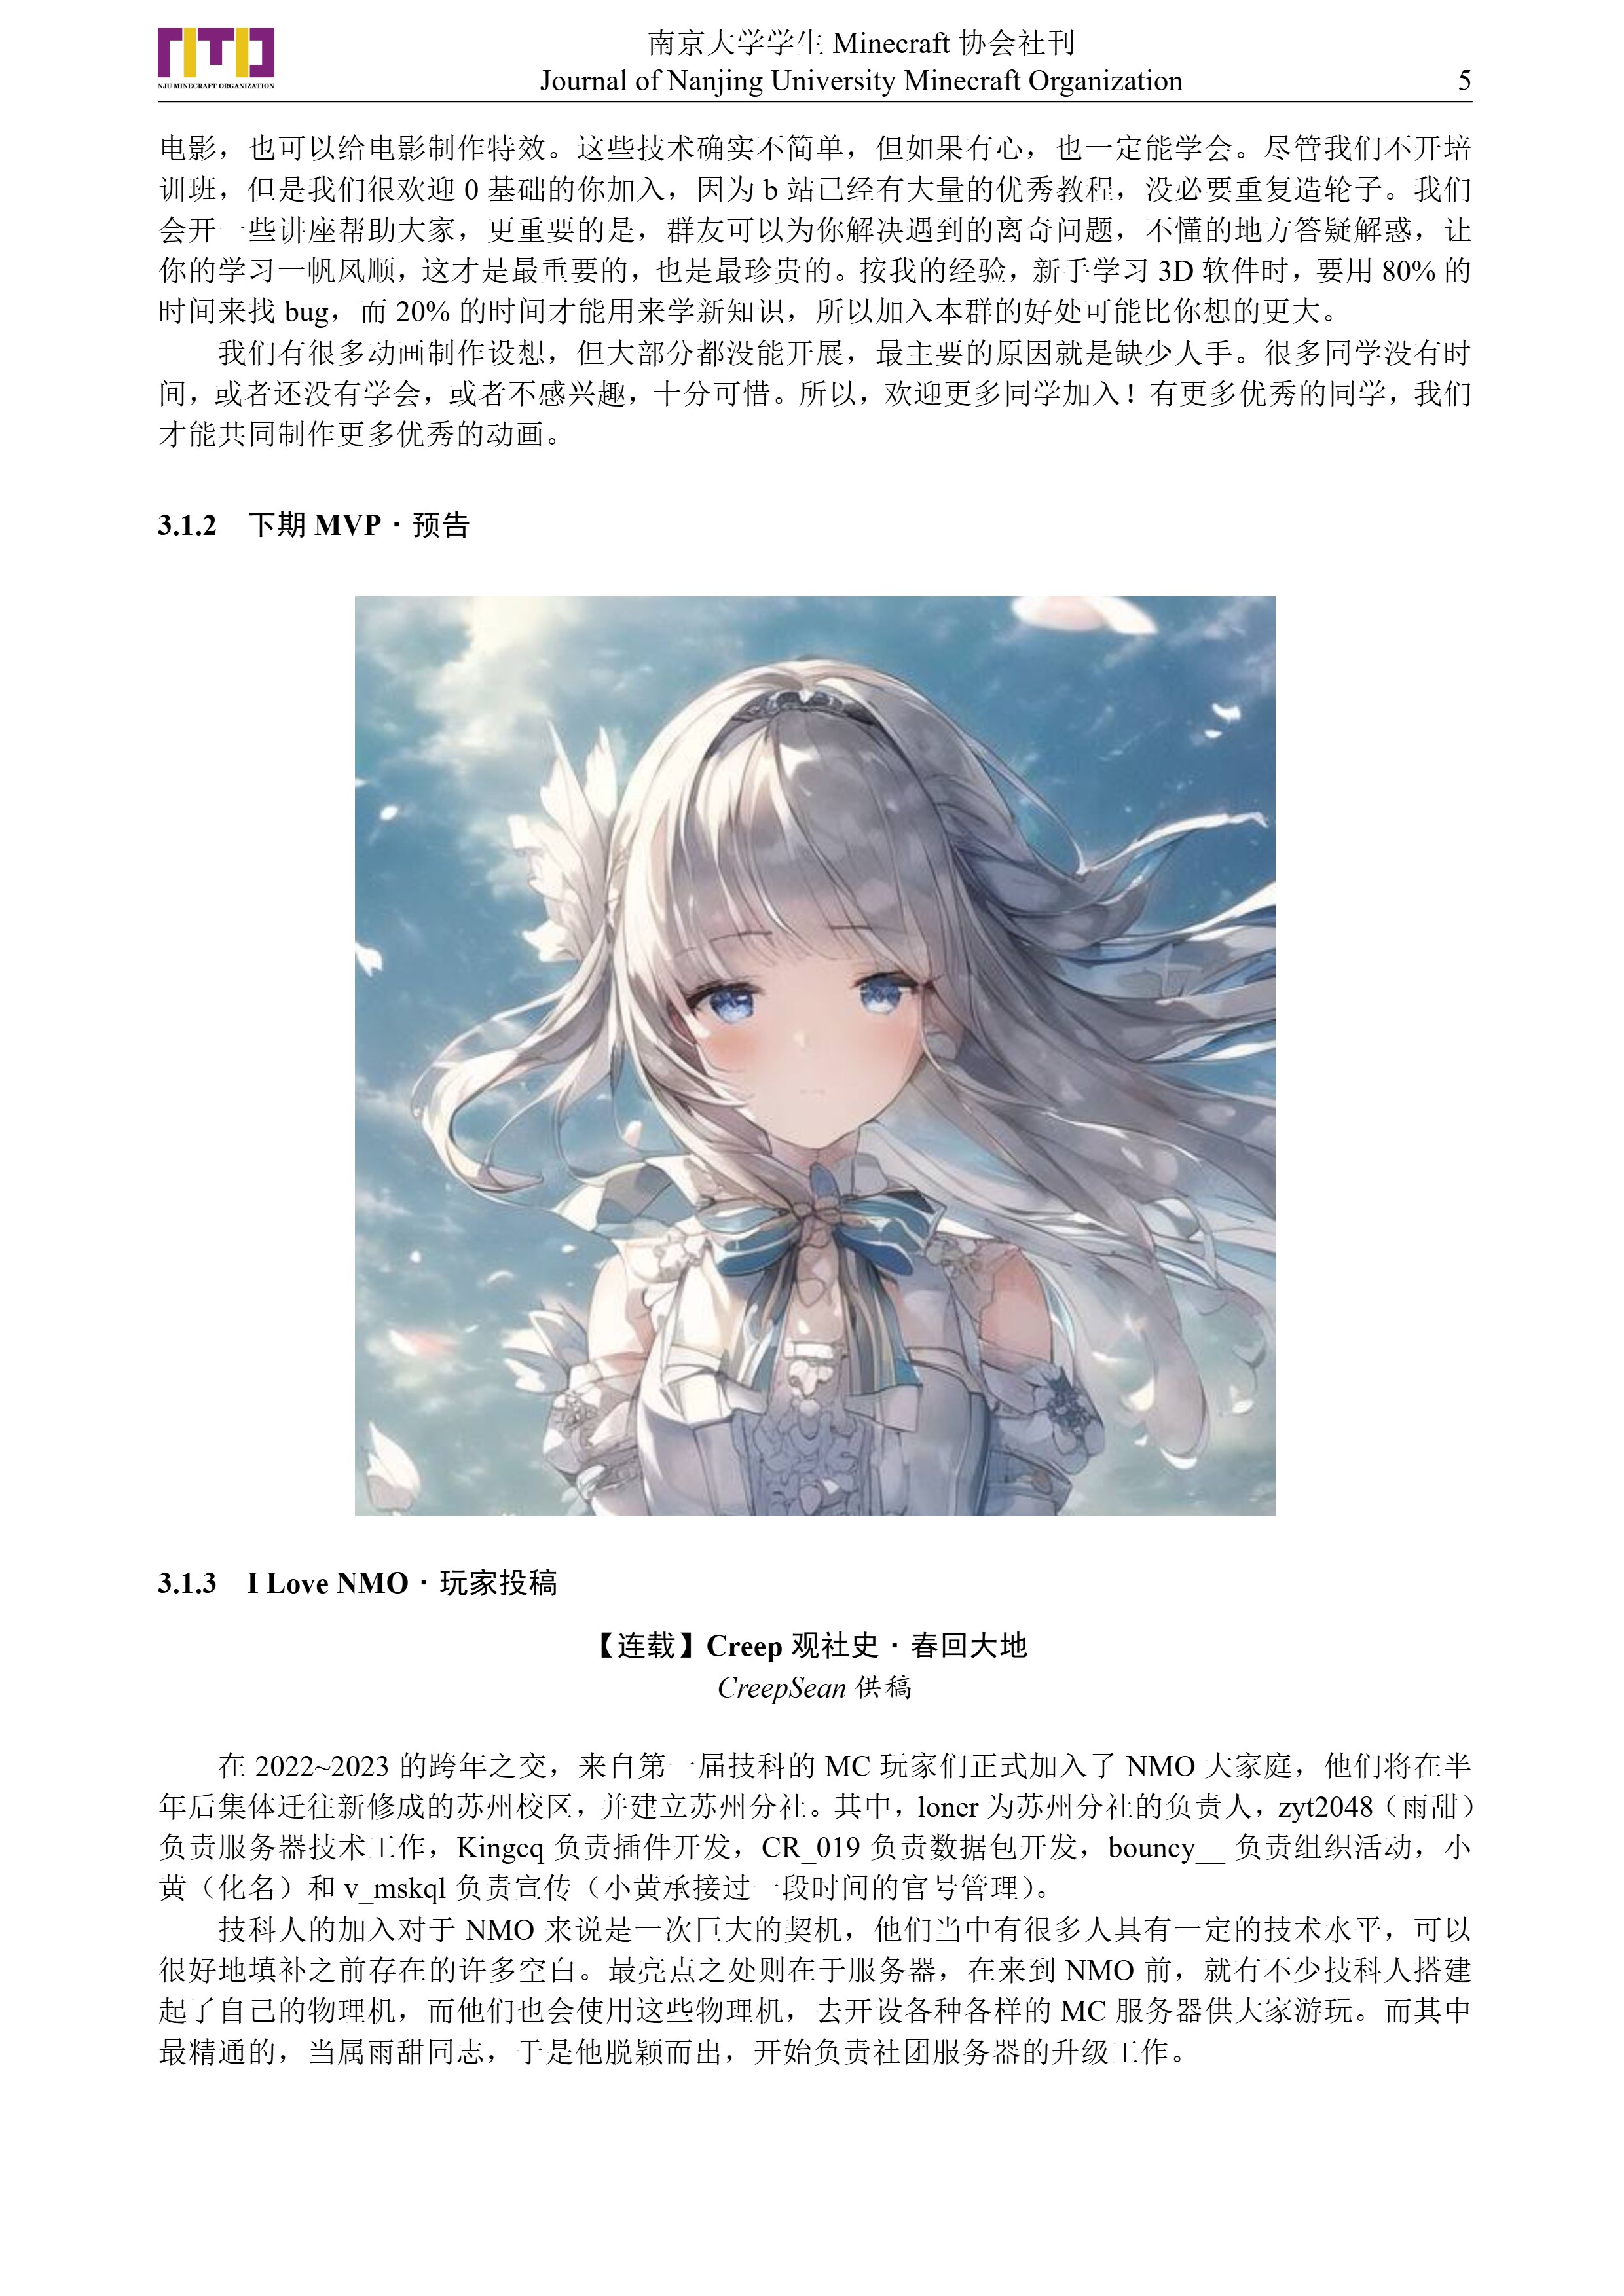 NJU MINECRAFT ORGANIZATION
南京大学学生 Minecraft 协会社刊
Journal of Nanjing University Minecraft Organization
5
电影，也可以给电影制作特效。这些技术确实不简单，但如果有心，也一定能学会。尽管我们不开培
训班，但是我们很欢迎 0 基础的你加入，因为 b 站已经有大量的优秀教程，没必要重复造轮子。我们
会开一些讲座帮助大家，更重要的是，群友可以为你解决遇到的离奇问题，不懂的地方答疑解惑，让
你的学习一帆风顺，这才是最重要的，也是最珍贵的。按我的经验，新手学习 3D 软件时，要用 80% 的
时间来找 bug，而 20% 的时间才能用来学新知识，所以加入本群的好处可能比你想的更大。
我们有很多动画制作设想，但大部分都没能开展，最主要的原因就是缺少人手。很多同学没有时
间，或者还没有学会，或者不感兴趣，十分可惜。所以，欢迎更多同学加入！有更多优秀的同学，我们
才能共同制作更多优秀的动画。
3.1.2 下期 MVP · 预告
3.1.3 I Love NMO · 玩家投稿
【连载】Creep 观社史 · 春回大地
CreepSean 供稿
在 2022~2023 的跨年之交，来自第一届技科的 MC 玩家们正式加入了 NMO 大家庭，他们将在半
年后集体迁往新修成的苏州校区，并建立苏州分社。其中，loner 为苏州分社的负责人，zyt2048（雨甜）
负责服务器技术工作，Kingcq 负责插件开发，CR_019 负责数据包开发，bouncy__ 负责组织活动，小
黄（化名）和 v_mskql 负责宣传（小黄承接过一段时间的官号管理）。
技科人的加入对于 NMO 来说是一次巨大的契机，他们当中有很多人具有一定的技术水平，可以
很好地填补之前存在的许多空白。最亮点之处则在于服务器，在来到 NMO 前，就有不少技科人搭建
起了自己的物理机，而他们也会使用这些物理机，去开设各种各样的 MC 服务器供大家游玩。而其中
最精通的，当属雨甜同志，于是他脱颖而出，开始负责社团服务器的升级工作。